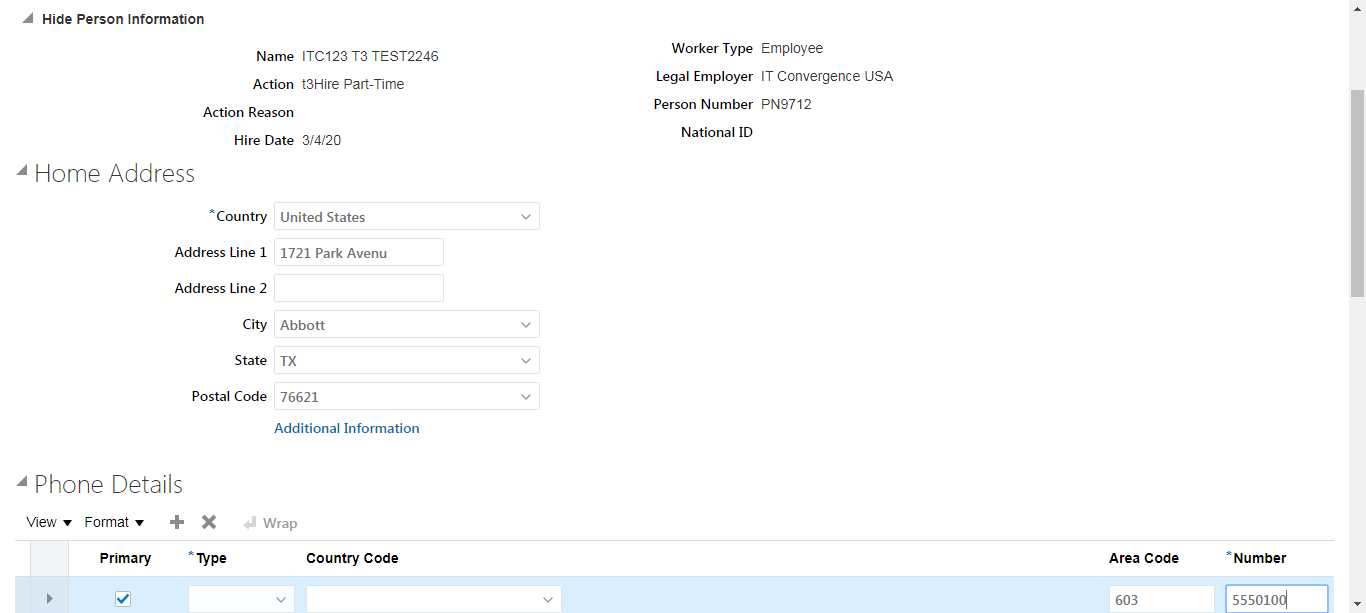 Hide Person Information
Name ITC123 T3 TEST2246
Action t3Hire Part-Time
Action Reason
Hire Date 3/4/20
Worker Type Employee
Legal Employer IT Convergence USA
Person Number PN9712
National ID
Home Address
*Country United States
Address Line 1 1721 Park Avenu
Address Line 2
City Abbott
State TX
Postal Code 76621
Additional Information
Phone Details
View Format Wrap
Primary *Type Country Code Area Code *Number
603 5550100